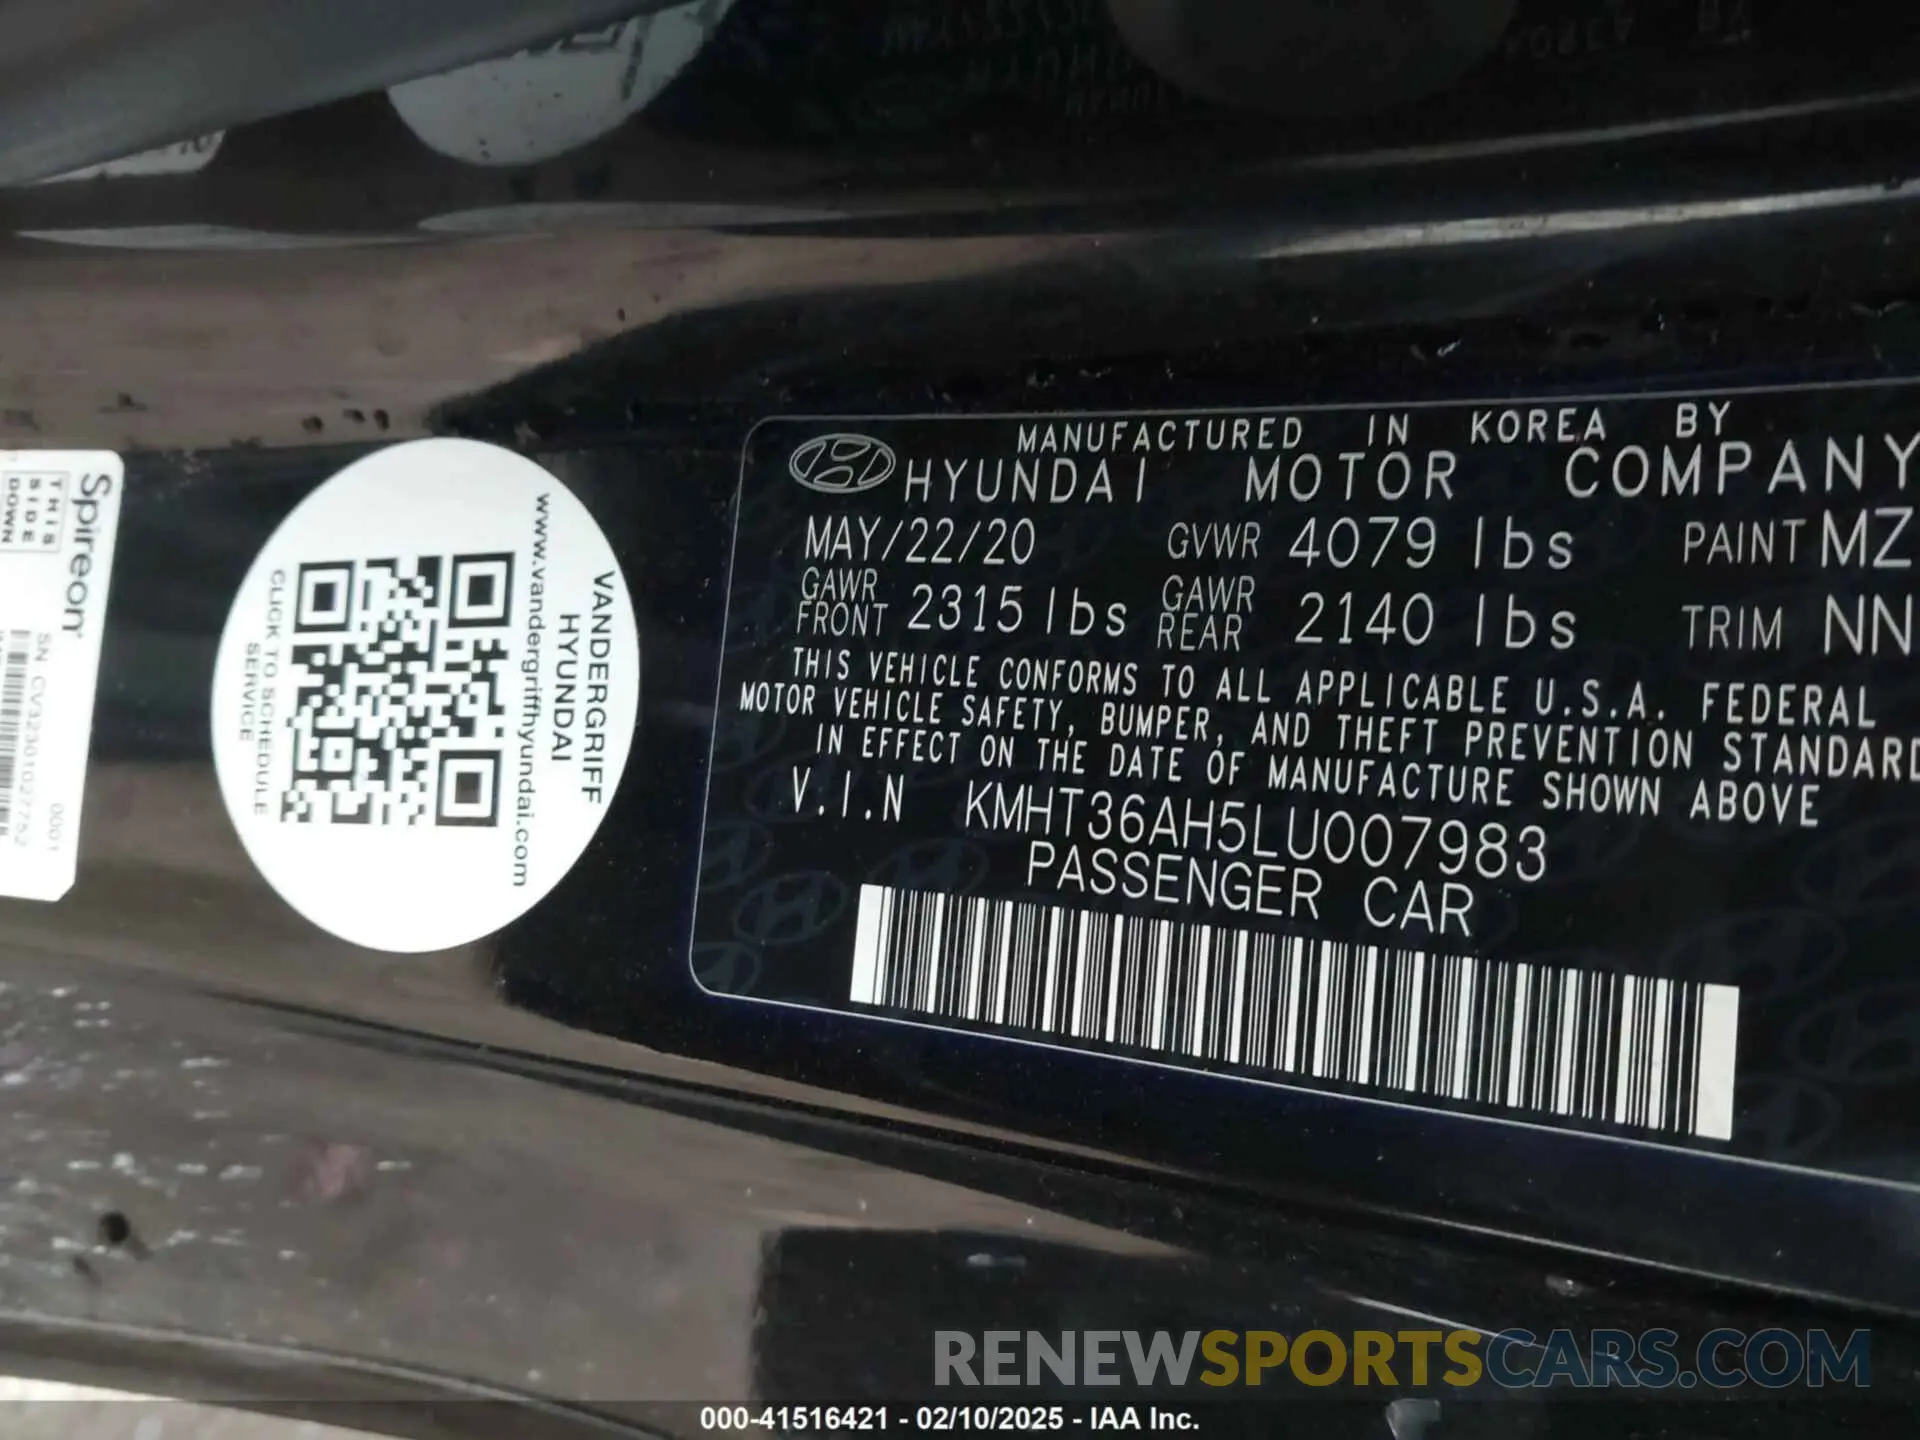 Spireon
THIS
SIDE
DOWN
SN CV32301027752
0001
VANDERGRIFF
HYUNDAI
www.vandergriffhyundai.com
CLICK TO SCHEDULE
SERVICE
MANUFACTURED IN KOREA BY
HYUNDAI MOTOR COMPANY
MAY/22/20 GVWR 4079 lbs PAINT MZ
GAWR FRONT 2315 lbs GAWR REAR 2140 lbs TRIM NN
THIS VEHICLE CONFORMS TO ALL APPLICABLE U.S.A. FEDERAL
MOTOR VEHICLE SAFETY, BUMPER, AND THEFT PREVENTION STANDARD
IN EFFECT ON THE DATE OF MANUFACTURE SHOWN ABOVE
V.I.N KMHT36AH5LU007983
PASSENGER CAR
RENEWSPORTSCARS.COM
000-41516421 - 02/10/2025 - IAA Inc.